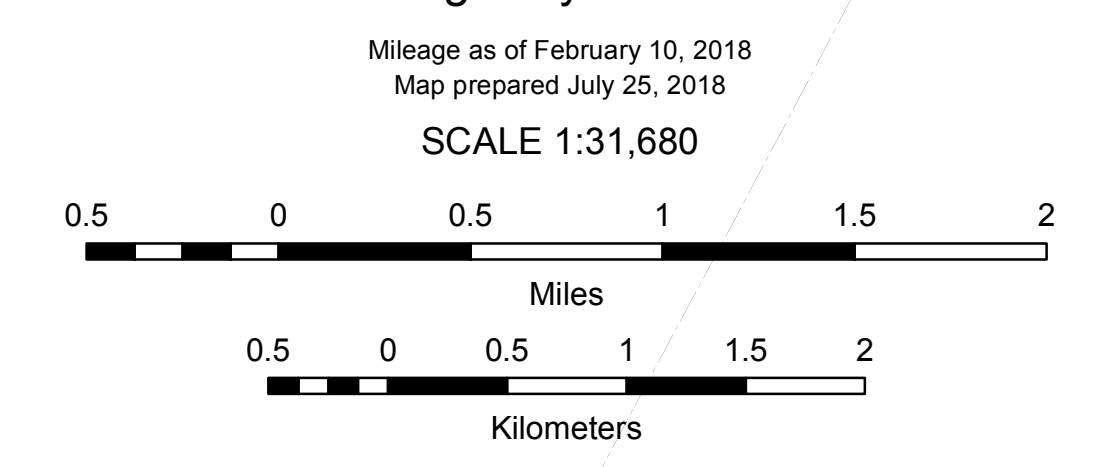 Mileage as of February 10, 2018
Map prepared July 25, 2018
SCALE 1:31,680
0.5 0 0.5 1 1.5 2
Miles
0.5 0 0.5 1 1.5 2
Kilometers